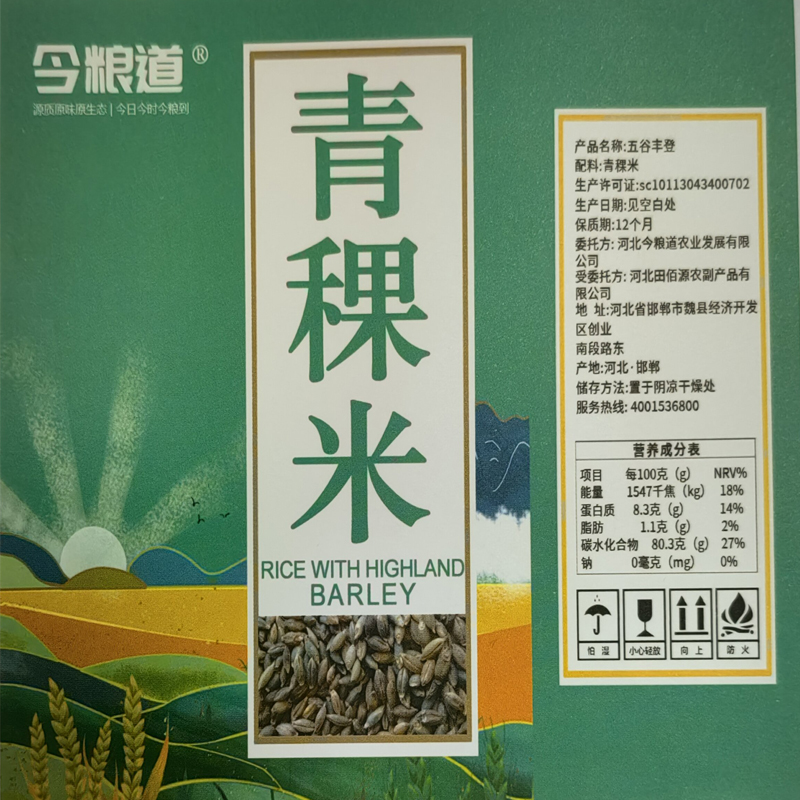 今粮道®
源质原味原生态 | 今日今时今粮到
青稞米
RICE WITH HIGHLAND
BARLEY
产品名称:五谷丰登
配料:青稞米
生产许可证:sc10113043400702
生产日期:见空白处
保质期:12个月
委托方: 河北今粮道农业发展有限
公司
受委托方: 河北田佰源农副产品有
限公司
地 址:河北省邯郸市魏县经济开发
区创业
南段路东
产地:河北·邯郸
储存方法:置于阴凉干燥处
服务热线: 4001536800
营养成分表
项目 每100克（g） NRV%
能量 1547千焦（kg） 18%
蛋白质 8.3克（g） 14%
脂肪 1.1克（g） 2%
碳水化合物 80.3克（g） 27%
钠 0毫克（mg） 0%
怕 湿 小心轻放 向 上 防 火